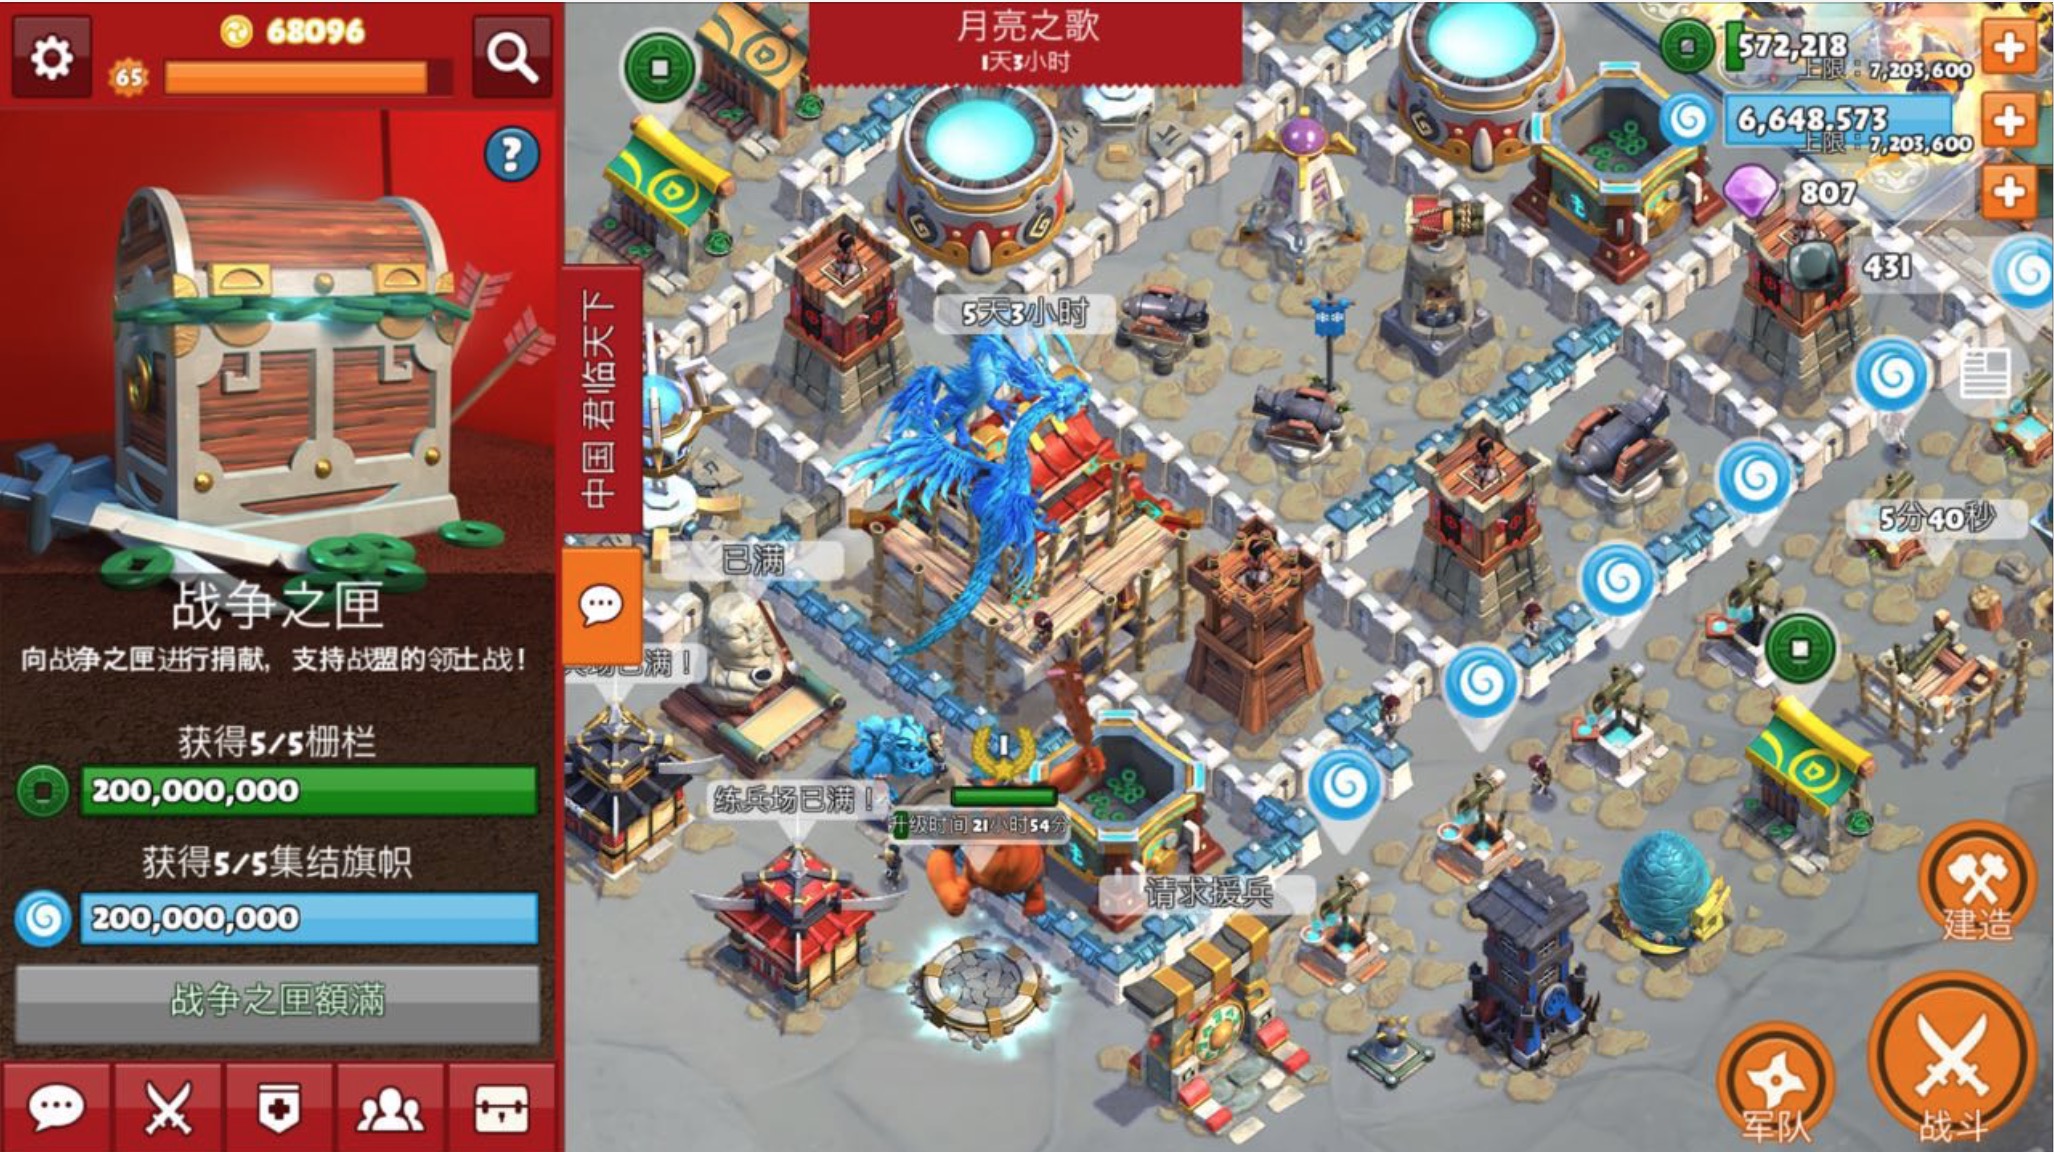 68096
65
?
战争之匣
向战争之匣进行捐献，支持战盟的领土战！
获得5/5栅栏
200,000,000
获得5/5集结旗帜
200,000,000
战争之匣額滿
中国 君临天下
月亮之歌
1天3小时
572,218
上限：7,203,600
6,648,573
上限：7,203,600
807
431
5天3小时
5分40秒
已满
已满！
练兵场已满！
I
升级时间 21小时54分
请求援兵
建造
军队
战斗